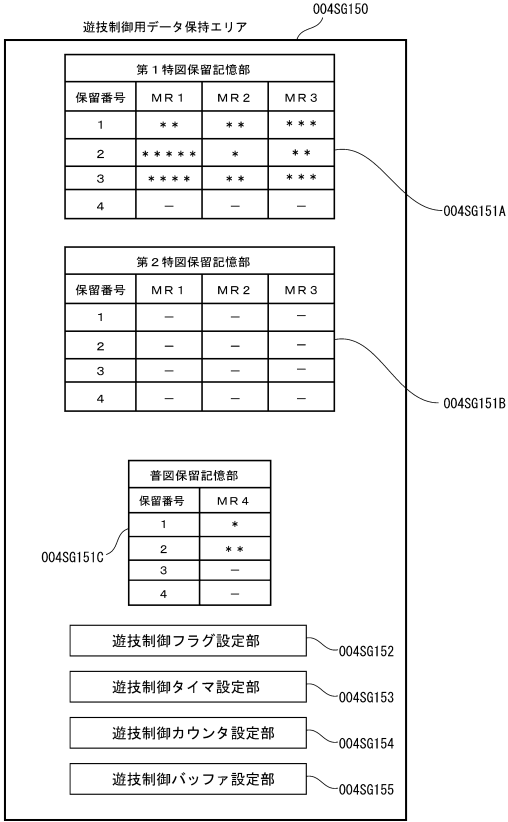 004SG150
遊技制御用データ保持エリア
第１特図保留記憶部
保留番号 ＭＲ１ ＭＲ２ ＭＲ３
1 ** ** ***
2 ***** * **
3 **** ** ***
4 － － －
004SG151A
第２特図保留記憶部
保留番号 ＭＲ１ ＭＲ２ ＭＲ３
1 － － －
2 － － －
3 － － －
4 － － －
004SG151B
普図保留記憶部
保留番号 ＭＲ４
1 *
2 **
3 －
4 －
004SG151C
遊技制御フラグ設定部
004SG152
遊技制御タイマ設定部
004SG153
遊技制御カウンタ設定部
004SG154
遊技制御バッファ設定部
004SG155